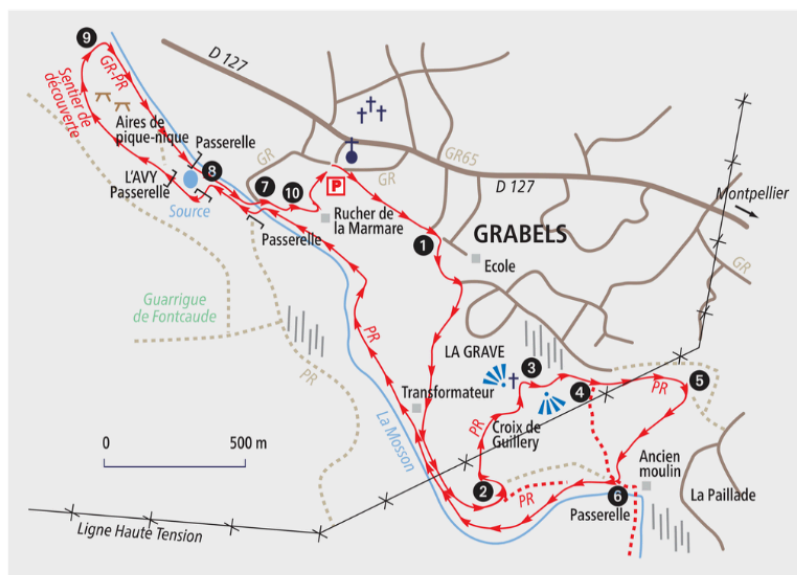 9
D 127
GR-PR
Sentier de
découverte
Aires de
pique-nique
Passerelle
GR
GR
GR65
D 127
Montpellier
L'AVY
Passerelle
8
7
10
P
Source
Passerelle
Rucher de
la Marmare
1
GRABELS
Ecole
GR
Guarrigue
de Fontcaude
PR
PR
LA GRAVE
3
4
PR
5
Transformateur
Croix de
Guillery
PR
La Mosson
0
500 m
2
PR
6
Ancien
moulin
Passerelle
La Paillade
Ligne Haute Tension